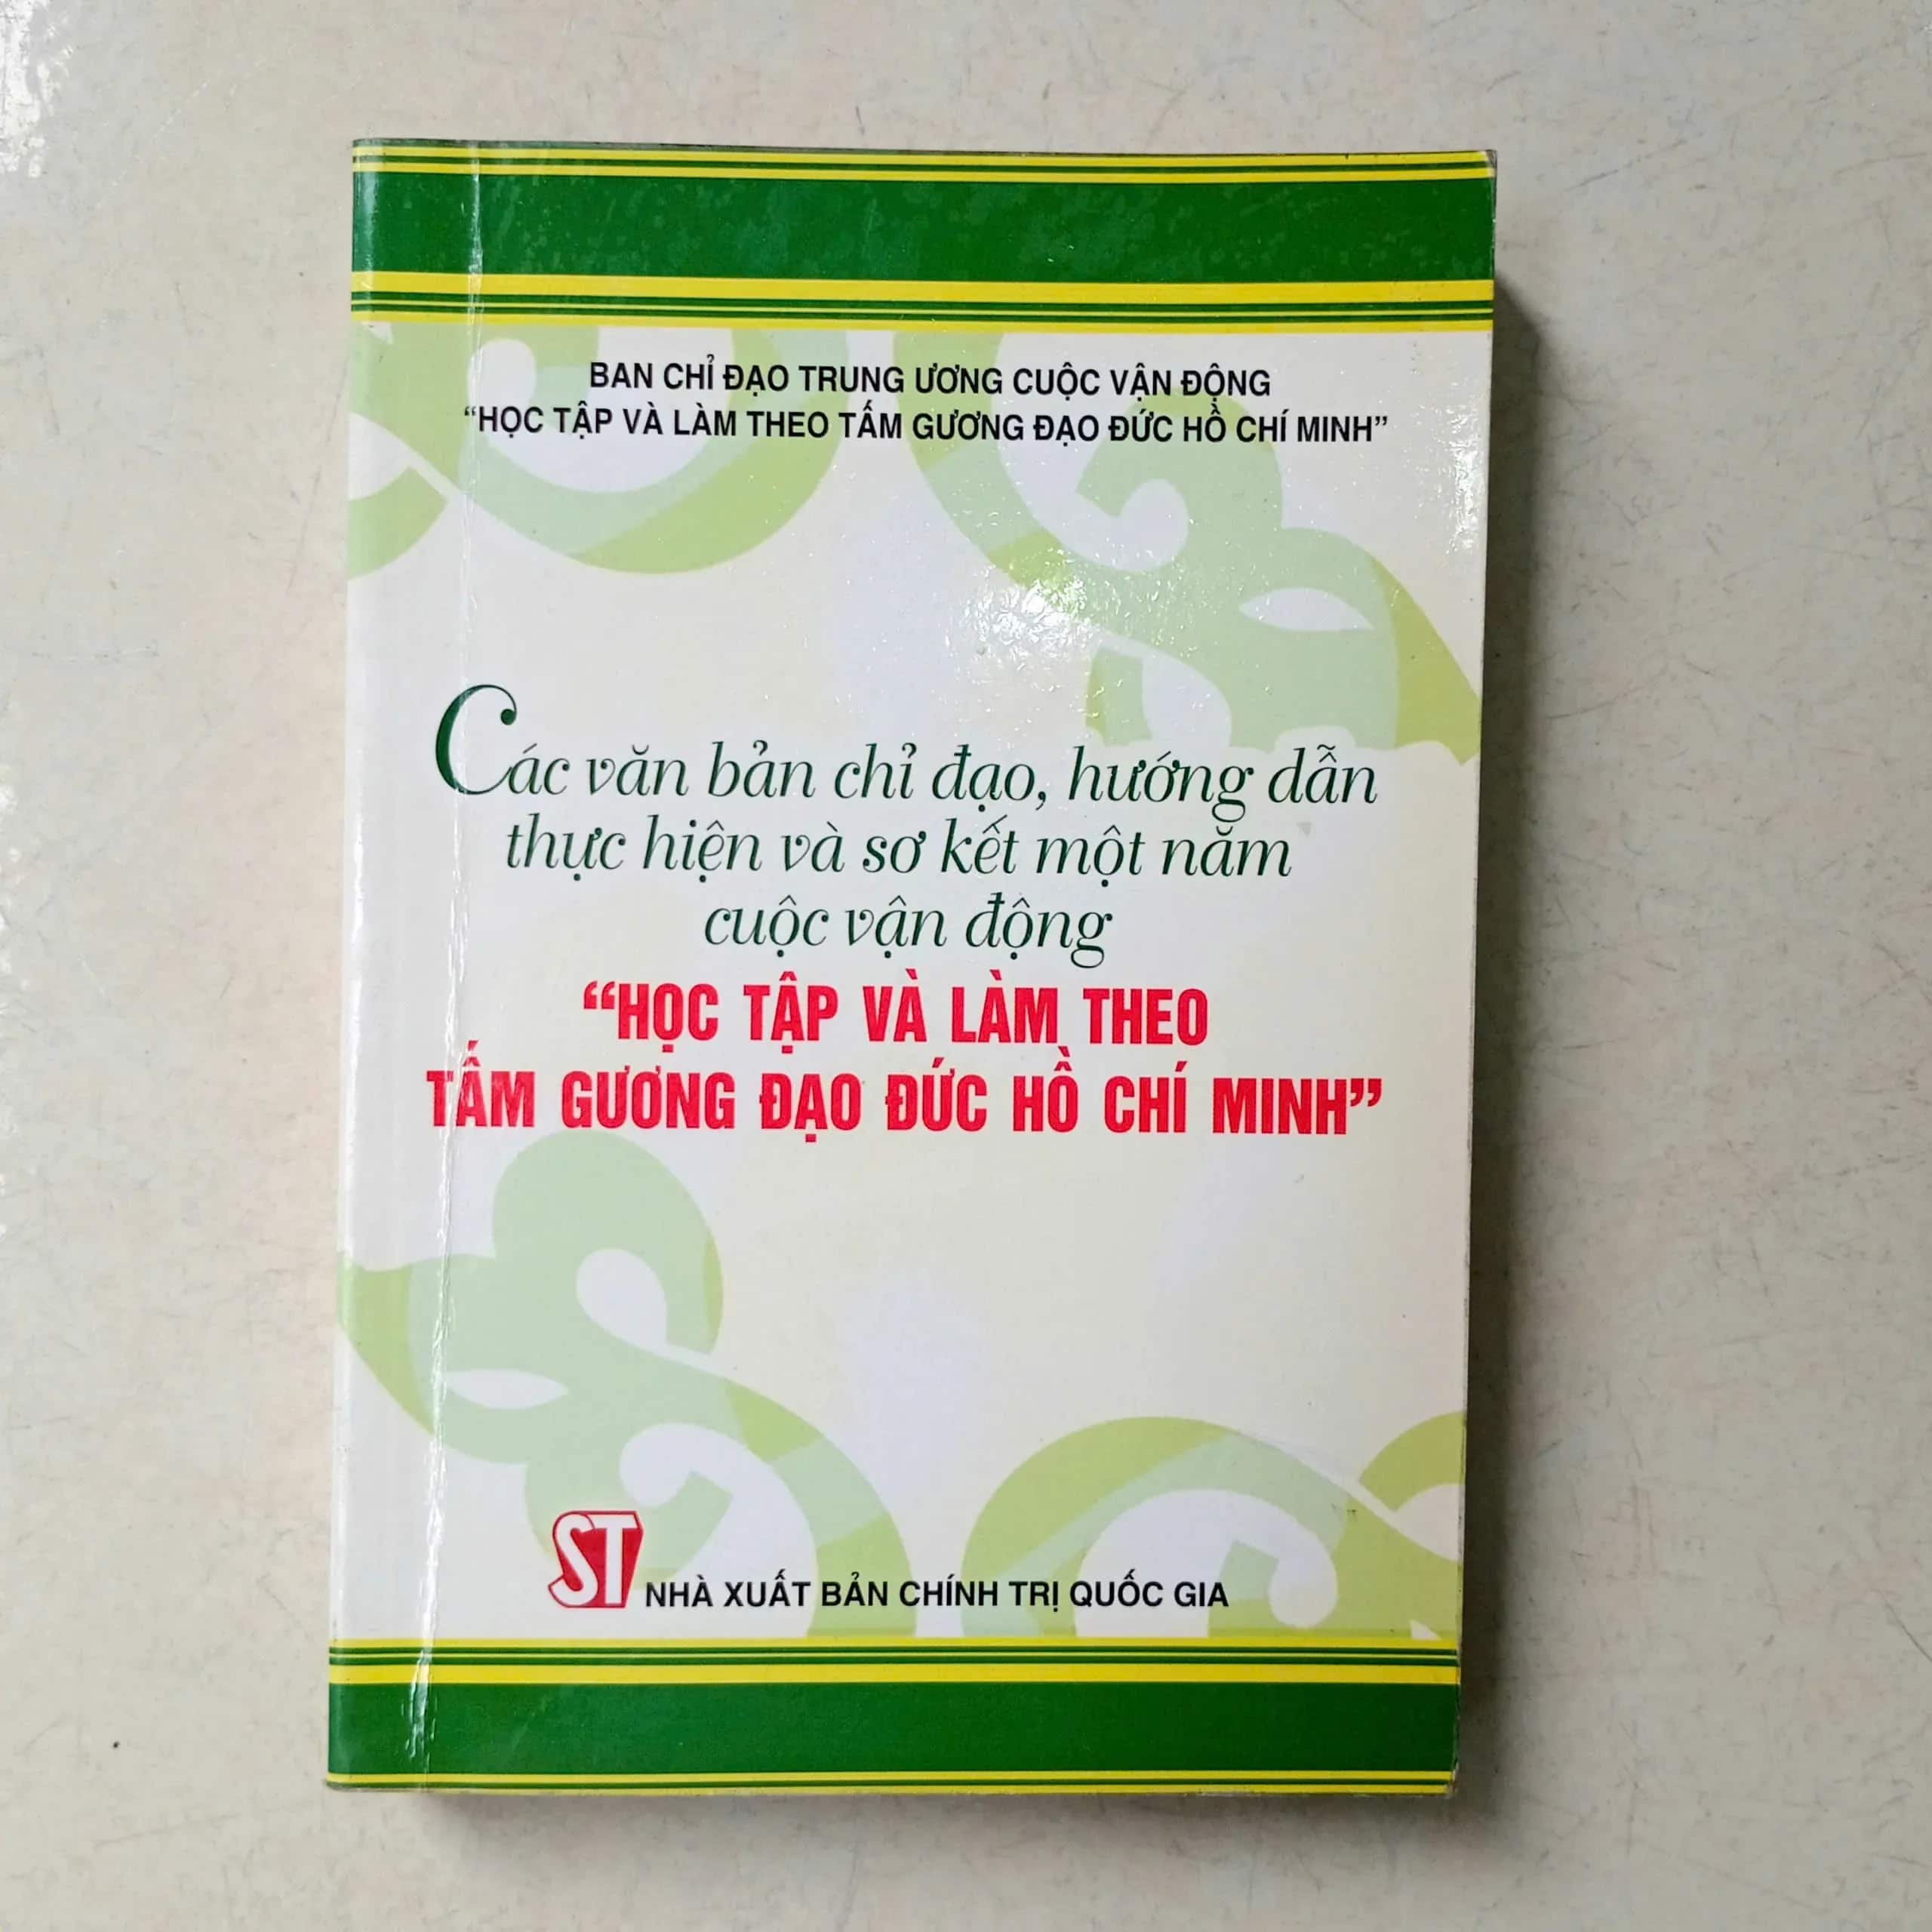 BAN CHỈ ĐẠO TRUNG ƯƠNG CUỘC VẬN ĐỘNG
“HỌC TẬP VÀ LÀM THEO TẤM GƯƠNG ĐẠO ĐỨC HỒ CHÍ MINH”
Các văn bản chỉ đạo, hướng dẫn
thực hiện và sơ kết một năm
cuộc vận động
“HỌC TẬP VÀ LÀM THEO
TẤM GƯƠNG ĐẠO ĐỨC HỒ CHÍ MINH”
ST NHÀ XUẤT BẢN CHÍNH TRỊ QUỐC GIA